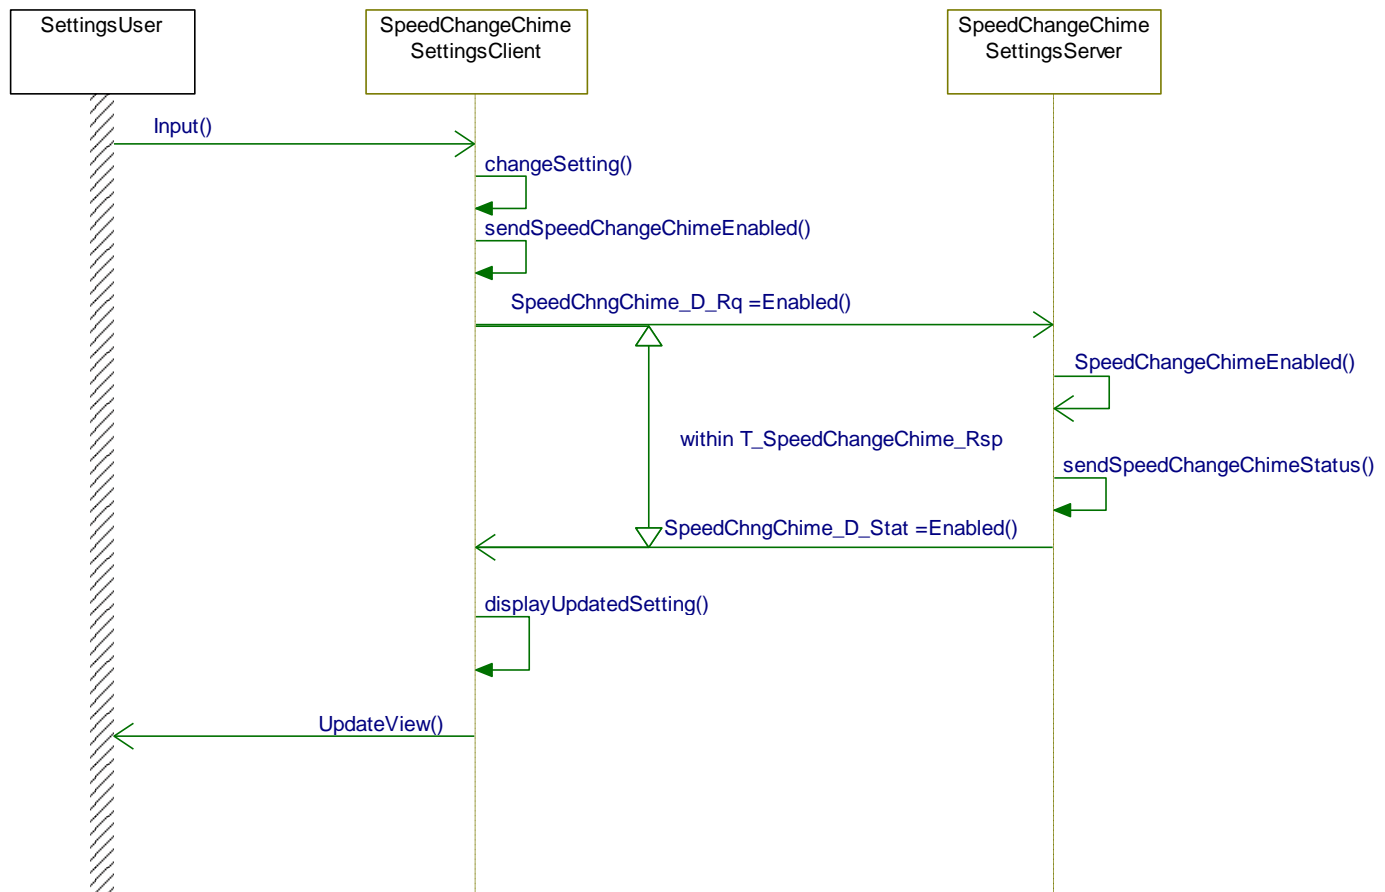 SettingsUser
SpeedChangeChime
SettingsClient
SpeedChangeChime
SettingsServer
Input()
changeSetting()
sendSpeedChangeChimeEnabled()
SpeedChngChime_D_Rq =Enabled()
SpeedChangeChimeEnabled()
within T_SpeedChangeChime_Rsp
sendSpeedChangeChimeStatus()
SpeedChngChime_D_Stat =Enabled()
displayUpdatedSetting()
UpdateView()